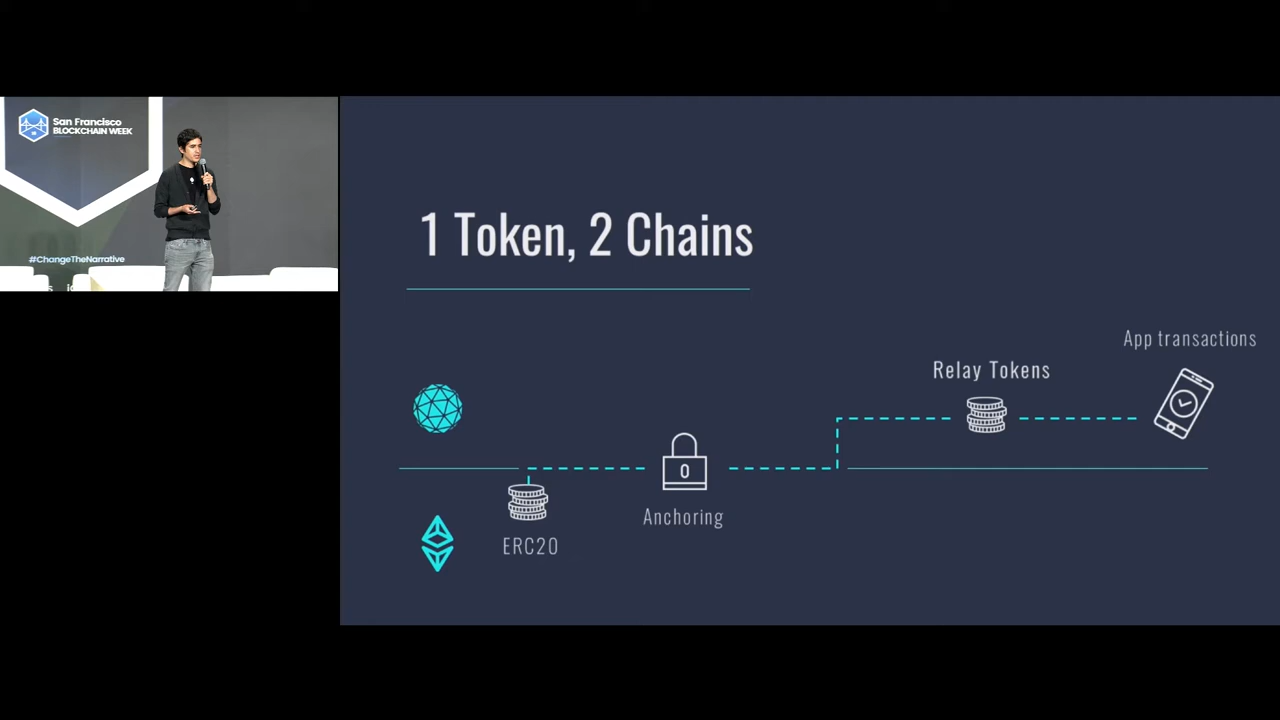 San Francisco
BLOCKCHAIN WEEK
#ChangeTheNarrative
1 Token, 2 Chains
App transactions
Relay Tokens
0
Anchoring
ERC20